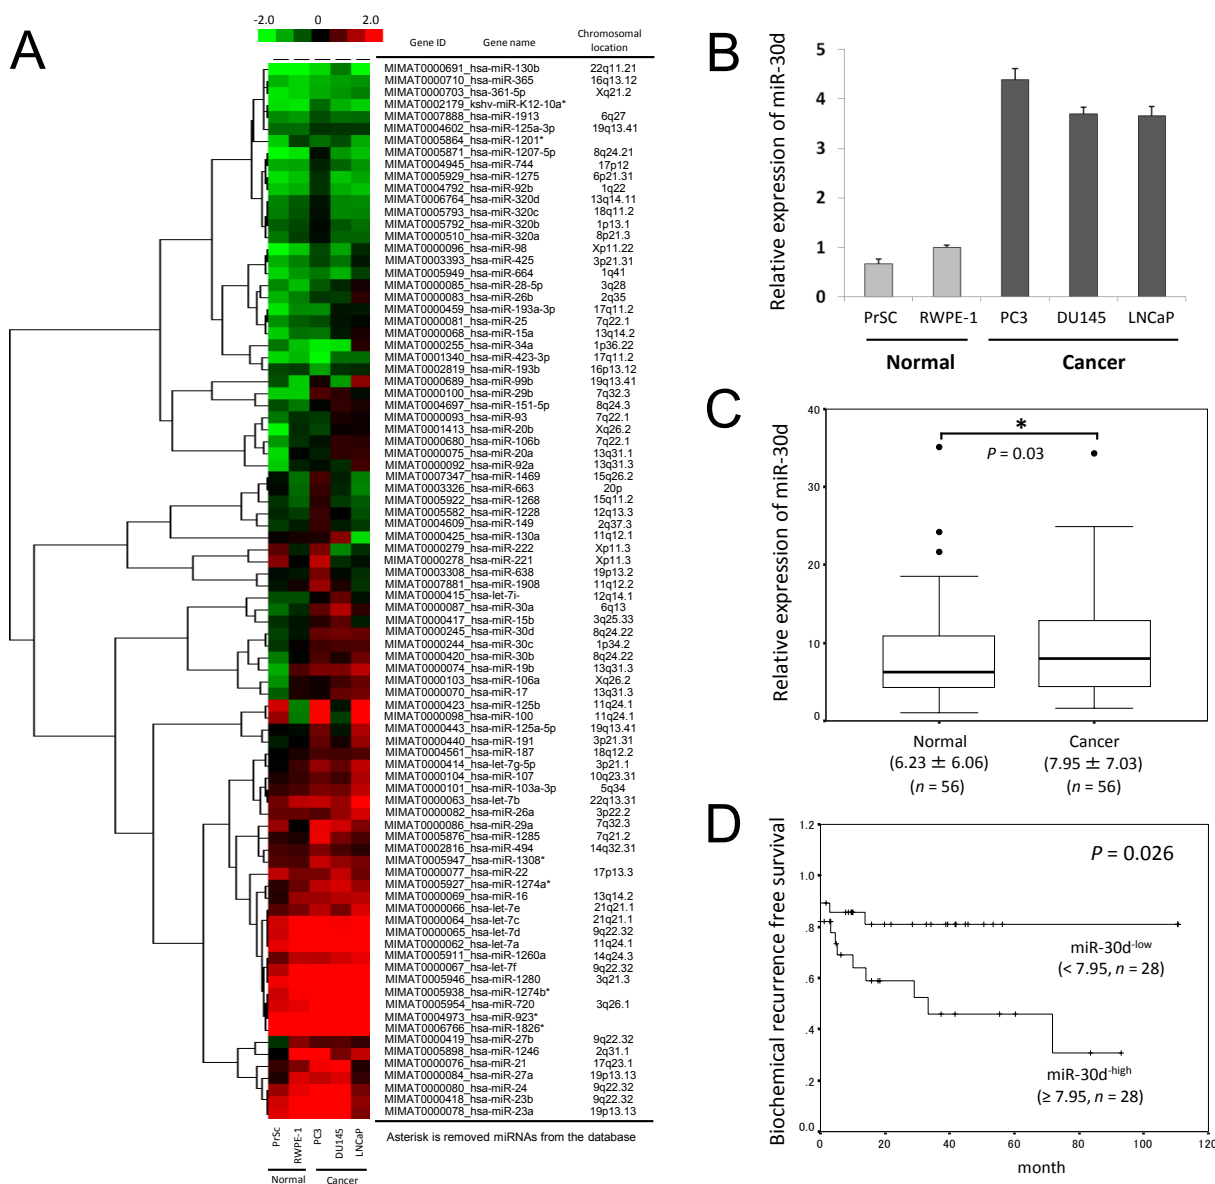 A
-2.0 0 2.0
Gene ID Gene name Chromosomal location
MIMAT0000691_hsa-miR-130b 22q11.21
MIMAT0000710_hsa-miR-365 16q13.12
MIMAT0000703_hsa-361-5p Xq21.2
MIMAT0002179_kshv-miR-K12-10a*
MIMAT0007888_hsa-miR-1913 6q27
MIMAT0004602_hsa-miR-125a-3p 19q13.41
MIMAT0005864_hsa-miR-1201*
MIMAT0005871_hsa-miR-1207-5p 8q24.21
MIMAT0004945_hsa-miR-744 17p12
MIMAT0005929_hsa-miR-1275 6p21.31
MIMAT0004792_hsa-miR-92b 1q22
MIMAT0006764_hsa-miR-320d 13q14.11
MIMAT0005793_hsa-miR-320c 18q11.2
MIMAT0005792_hsa-miR-320b 1p13.1
MIMAT0000510_hsa-miR-320a 8p21.3
MIMAT0000096_hsa-miR-98 Xp11.22
MIMAT0003393_hsa-miR-425 3p21.31
MIMAT0005949_hsa-miR-664 1q41
MIMAT0000085_hsa-miR-28-5p 3q28
MIMAT0000083_hsa-miR-26b 2q35
MIMAT0000459_hsa-miR-193a-3p 17q11.2
MIMAT0000081_hsa-miR-25 7q22.1
MIMAT0000068_hsa-miR-15a 13q14.2
MIMAT0000255_hsa-miR-34a 1p36.22
MIMAT0001340_hsa-miR-423-3p 17q11.2
MIMAT0002819_hsa-miR-193b 16p13.12
MIMAT0000689_hsa-miR-99b 19q13.41
MIMAT0000100_hsa-miR-29b 7q32.3
MIMAT0004697_hsa-miR-151-5p 8q24.3
MIMAT0000093_hsa-miR-93 7q22.1
MIMAT0001413_hsa-miR-20b Xq26.2
MIMAT0000680_hsa-miR-106b 7q22.1
MIMAT0000075_hsa-miR-20a 13q31.1
MIMAT0000092_hsa-miR-92a 13q31.3
MIMAT0007347_hsa-miR-1469 15q26.2
MIMAT0003326_hsa-miR-663 20p
MIMAT0005922_hsa-miR-1268 15q11.2
MIMAT0005582_hsa-miR-1228 12q13.3
MIMAT0004609_hsa-miR-149 2q37.3
MIMAT0000425_hsa-miR-130a 11q12.1
MIMAT0000279_hsa-miR-222 Xp11.3
MIMAT0000278_hsa-miR-221 Xp11.3
MIMAT0003308_hsa-miR-638 19p13.2
MIMAT0007881_hsa-miR-1908 11q12.2
MIMAT0000415_hsa-let-7i- 12q14.1
MIMAT0000087_hsa-miR-30a 6q13
MIMAT0000417_hsa-miR-15b 3q25.33
MIMAT0000245_hsa-miR-30d 8q24.22
MIMAT0000244_hsa-miR-30c 1p34.2
MIMAT0000420_hsa-miR-30b 8q24.22
MIMAT0000074_hsa-miR-19b 13q31.3
MIMAT0000103_hsa-miR-106a Xq26.2
MIMAT0000070_hsa-miR-17 13q31.3
MIMAT0000423_hsa-miR-125b 11q24.1
MIMAT0000098_hsa-miR-100 11q24.1
MIMAT0000443_hsa-miR-125a-5p 19q13.41
MIMAT0000440_hsa-miR-191 3p21.31
MIMAT0004561_hsa-miR-187 18q12.2
MIMAT0000414_hsa-let-7g-5p 3p21.1
MIMAT0000104_hsa-miR-107 10q23.31
MIMAT0000101_hsa-miR-103a-3p 5q34
MIMAT0000063_hsa-let-7b 22q13.31
MIMAT0000082_hsa-miR-26a 3p22.2
MIMAT0000086_hsa-miR-29a 7q32.3
MIMAT0005876_hsa-miR-1285 7q21.2
MIMAT0002816_hsa-miR-494 14q32.31
MIMAT0005947_hsa-miR-1308*
MIMAT0000077_hsa-miR-22 17p13.3
MIMAT0005927_hsa-miR-1274a*
MIMAT0000069_hsa-miR-16 13q14.2
MIMAT0000066_hsa-let-7e 21q21.1
MIMAT0000064_hsa-let-7c 21q21.1
MIMAT0000065_hsa-let-7d 9q22.32
MIMAT0000062_hsa-let-7a 11q24.1
MIMAT0005911_hsa-miR-1260a 14q24.3
MIMAT0000067_hsa-let-7f 9q22.32
MIMAT0005946_hsa-miR-1280 3q21.3
MIMAT0005938_hsa-miR-1274b*
MIMAT0005954_hsa-miR-720 3q26.1
MIMAT0004973_hsa-miR-923*
MIMAT0006766_hsa-miR-1826*
MIMAT0000419_hsa-miR-27b 9q22.32
MIMAT0005898_hsa-miR-1246 2q31.1
MIMAT0000076_hsa-miR-21 17q23.1
MIMAT0000084_hsa-miR-27a 19p13.13
MIMAT0000080_hsa-miR-24 9q22.32
MIMAT0000418_hsa-miR-23b 9q22.32
MIMAT0000078_hsa-miR-23a 19p13.13
PrSc RWPE-1 PC3 DU145 LNCaP
Normal Cancer
Asterisk is removed miRNAs from the database
B
Relative expression of miR-30d
5
4
3
2
1
0
PrSC RWPE-1 PC3 DU145 LNCaP
Normal Cancer
C
Relative expression of miR-30d
40
30
20
10
0
*
P = 0.03
Normal Cancer
(6.23 ± 6.06) (7.95 ± 7.03)
(n = 56) (n = 56)
D
Biochemical recurrence free survival
1.2
1.0
.8
.6
.4
.2
0.0
P = 0.026
miR-30d-low
(< 7.95, n = 28)
miR-30d-high
(≥ 7.95, n = 28)
0 20 40 60 80 100 120
month